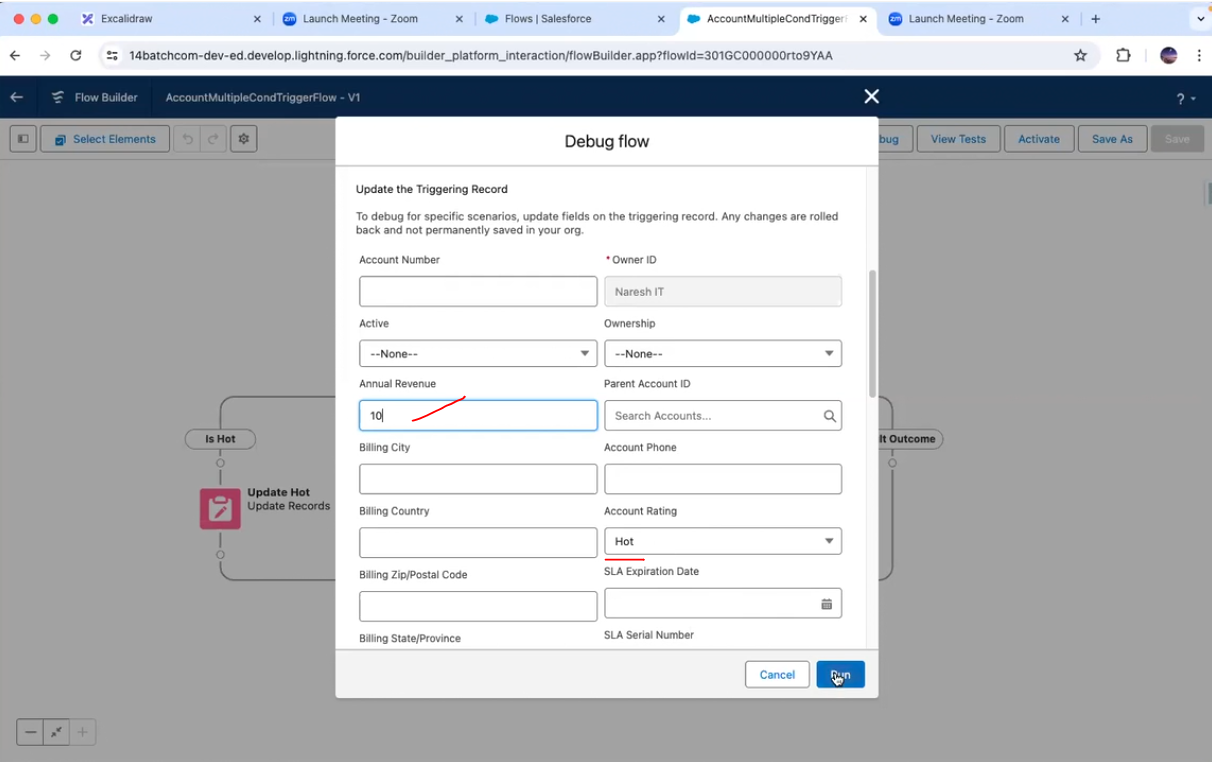 Excalidraw
Launch Meeting - Zoom
Flows | Salesforce
AccountMultipleCondTriggerF
Launch Meeting - Zoom
14batchcom-dev-ed.develop.lightning.force.com/builder_platform_interaction/flowBuilder.app?flowId=301GC000000rto9YAA
Flow Builder
AccountMultipleCondTriggerFlow - V1
?
Select Elements
bug
View Tests
Activate
Save As
Save
Debug flow
Update the Triggering Record
To debug for specific scenarios, update fields on the triggering record. Any changes are rolled
back and not permanently saved in your org.
Account Number
* Owner ID
Naresh IT
Active
Ownership
--None--
--None--
Annual Revenue
Parent Account ID
10
Search Accounts...
Billing City
Account Phone
Billing Country
Account Rating
Hot
Billing Zip/Postal Code
SLA Expiration Date
Billing State/Province
SLA Serial Number
Is Hot
Update Hot
Update Records
lt Outcome
Cancel
Run